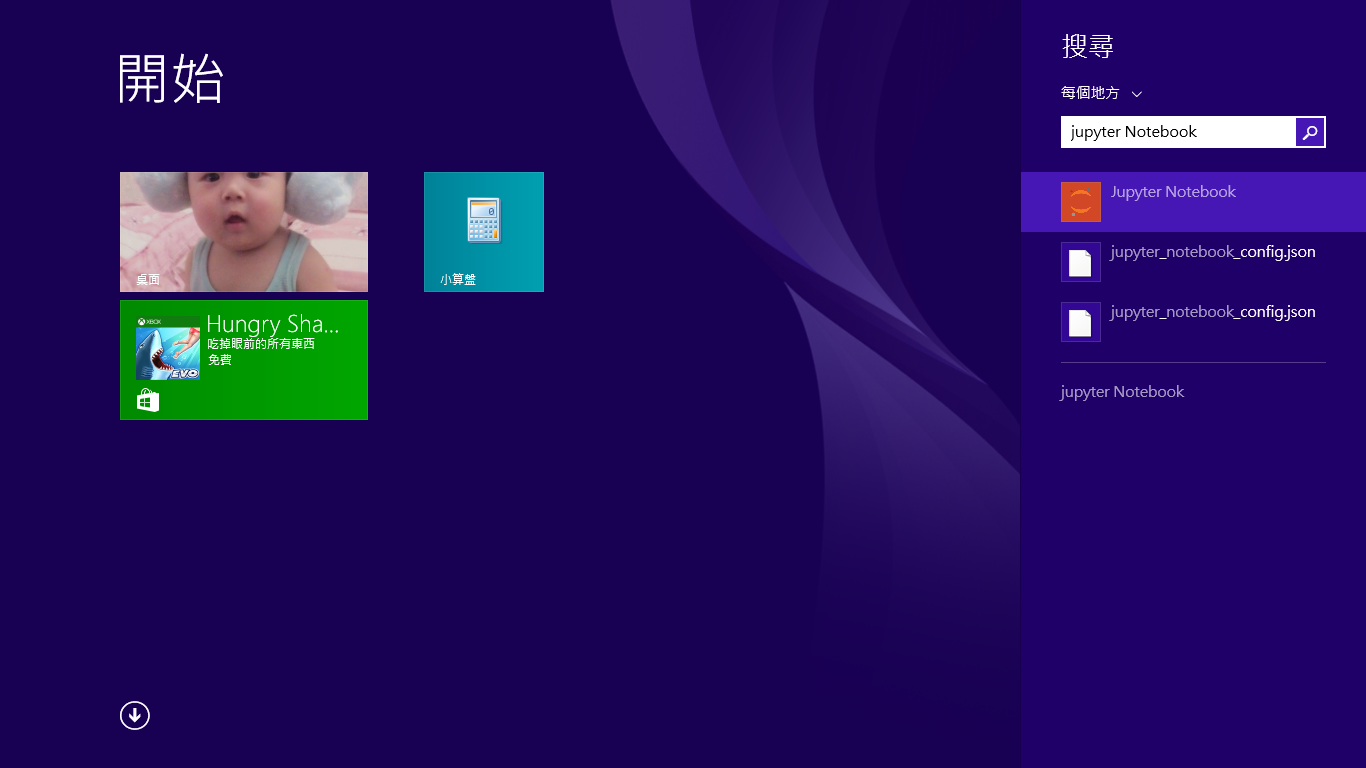 開始
桌面
小算盤
XBOX
EVO
Hungry Sha...
吃掉眼前的所有東西
免費
搜尋
每個地方
jupyter Notebook
Jupyter Notebook
jupyter_notebook_config.json
jupyter_notebook_config.json
jupyter Notebook